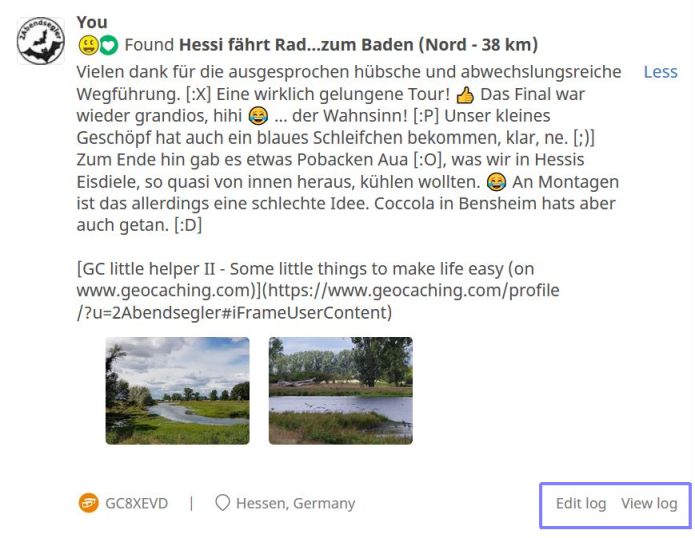 2Abendsegler
You
Found Hessi fährt Rad...zum Baden (Nord - 38 km)
Vielen dank für die ausgesprochen hübsche und abwechslungsreiche Less
Wegführung. [:X] Eine wirklich gelungene Tour! 👍 Das Final war
wieder grandios, hihi 😂 ... der Wahnsinn! [:P] Unser kleines
Geschöpf hat auch ein blaues Schleifchen bekommen, klar, ne. [;)]
Zum Ende hin gab es etwas Pobacken Aua [:O], was wir in Hessis
Eisdiele, so quasi von innen heraus, kühlen wollten. 😂 An Montagen
ist das allerdings eine schlechte Idee. Coccola in Bensheim hats aber
auch getan. [:D]
[GC little helper II - Some little things to make life easy (on
www.geocaching.com)](https://www.geocaching.com/profile
/?u=2Abendsegler#iFrameUserContent)
GC8XEVD | Hessen, Germany Edit log View log